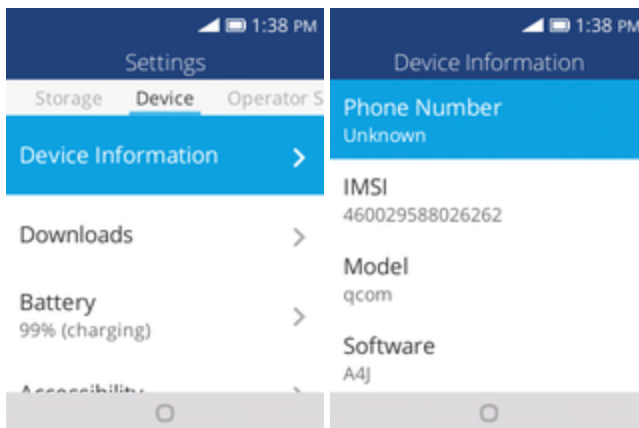 1:38 PM
Settings
Storage Device Operator S
Device Information
Downloads
Battery
99% (charging)
Accessibility
1:38 PM
Device Information
Phone Number
Unknown
IMSI
460029588026262
Model
qcom
Software
A4J